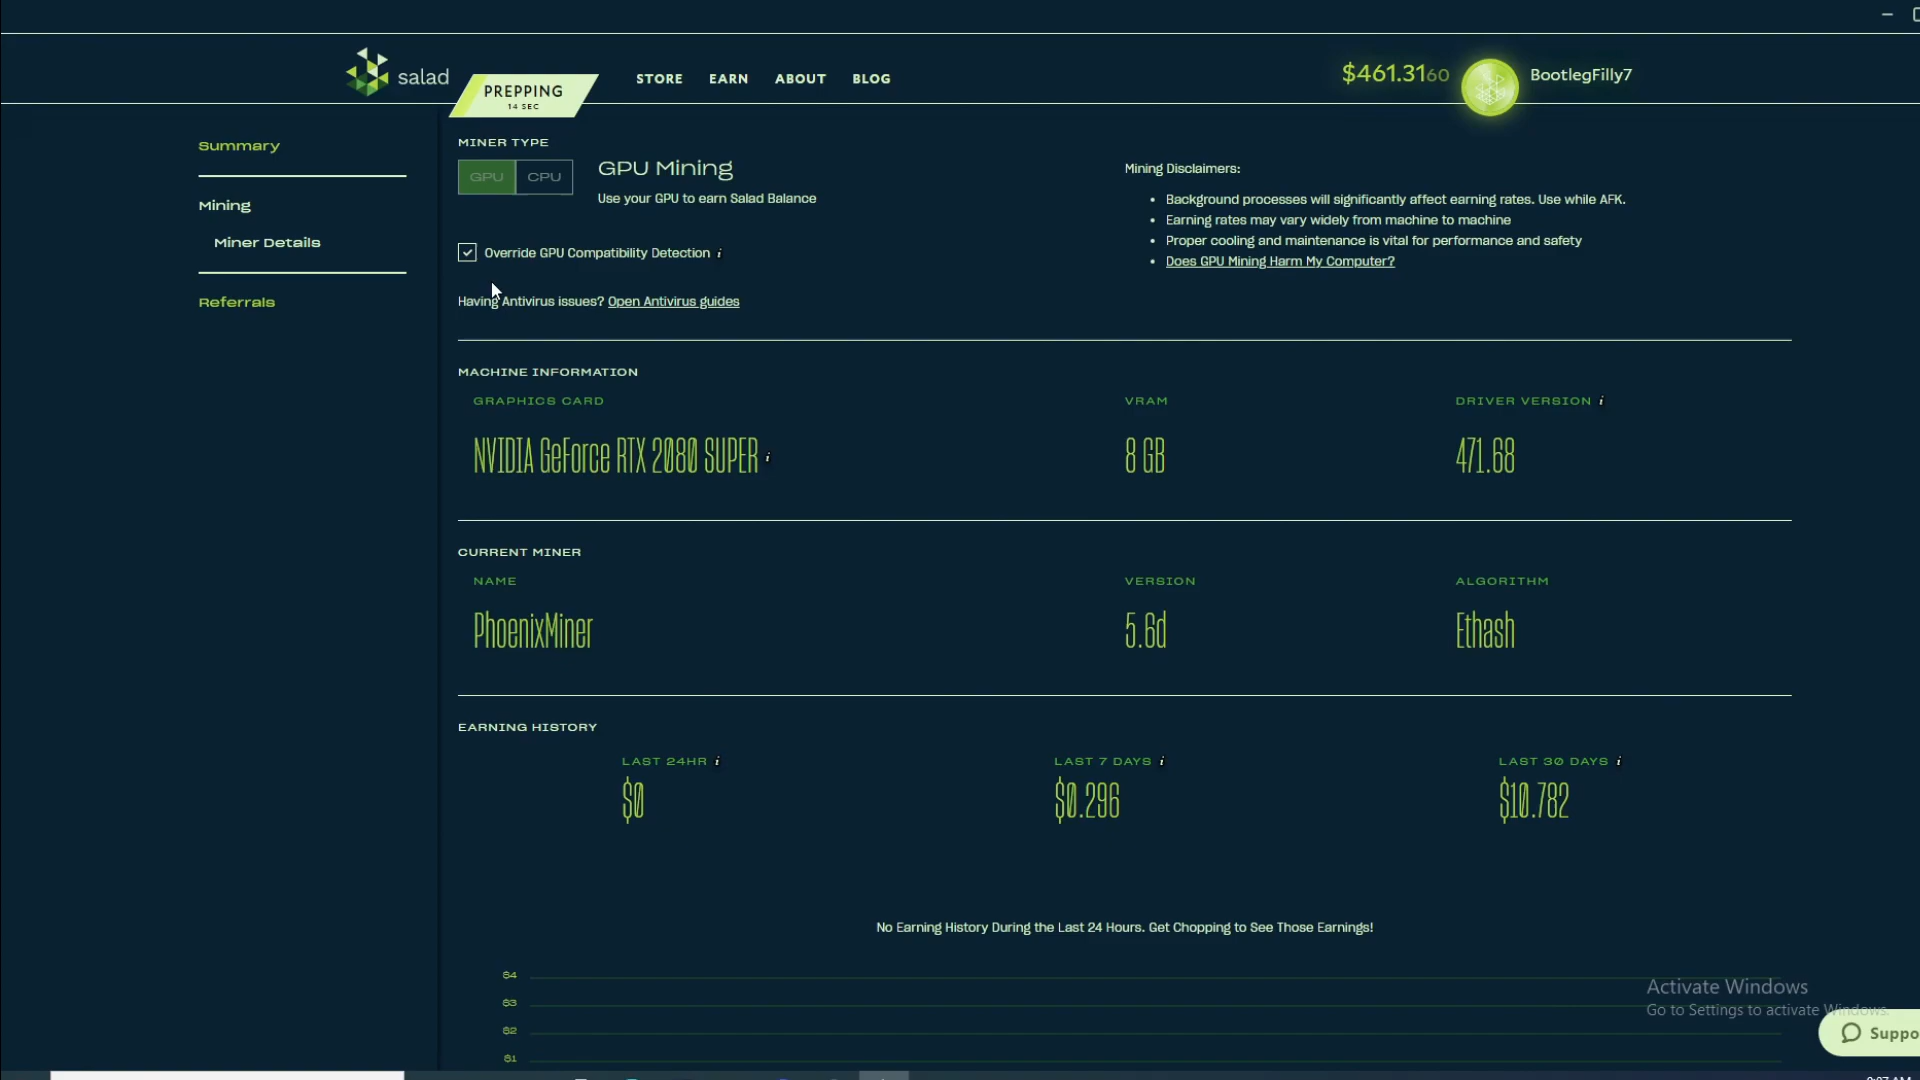 salad
PREPPING
14 SEC
STORE EARN ABOUT BLOG
$461.3160
BootlegFilly7
Summary
Mining
Miner Details
Referrals
MINER TYPE
GPU CPU
GPU Mining
Use your GPU to earn Salad Balance
Override GPU Compatibility Detection i
Having Antivirus issues? Open Antivirus guides
Mining Disclaimers:
• Background processes will significantly affect earning rates. Use while AFK.
• Earning rates may vary widely from machine to machine
• Proper cooling and maintenance is vital for performance and safety
• Does GPU Mining Harm My Computer?
MACHINE INFORMATION
GRAPHICS CARD VRAM DRIVER VERSION i
NVIDIA GeForce RTX 2080 SUPER i 8 GB 471.68
CURRENT MINER
NAME VERSION ALGORITHM
PhoenixMiner 5.6d Ethash
EARNING HISTORY
LAST 24HR i LAST 7 DAYS i LAST 30 DAYS i
$0 $0.296 $10.782
No Earning History During the Last 24 Hours. Get Chopping to See Those Earnings!
$4
$3
$2
$1
Activate Windows
Go to Settings to activate Windows.
Suppo